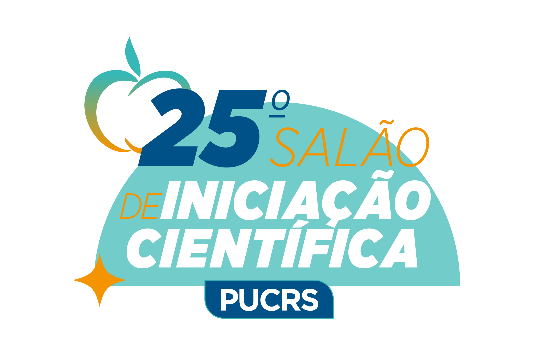 25º
SALÃO
DE INICIAÇÃO
CIENTÍFICA
PUCRS